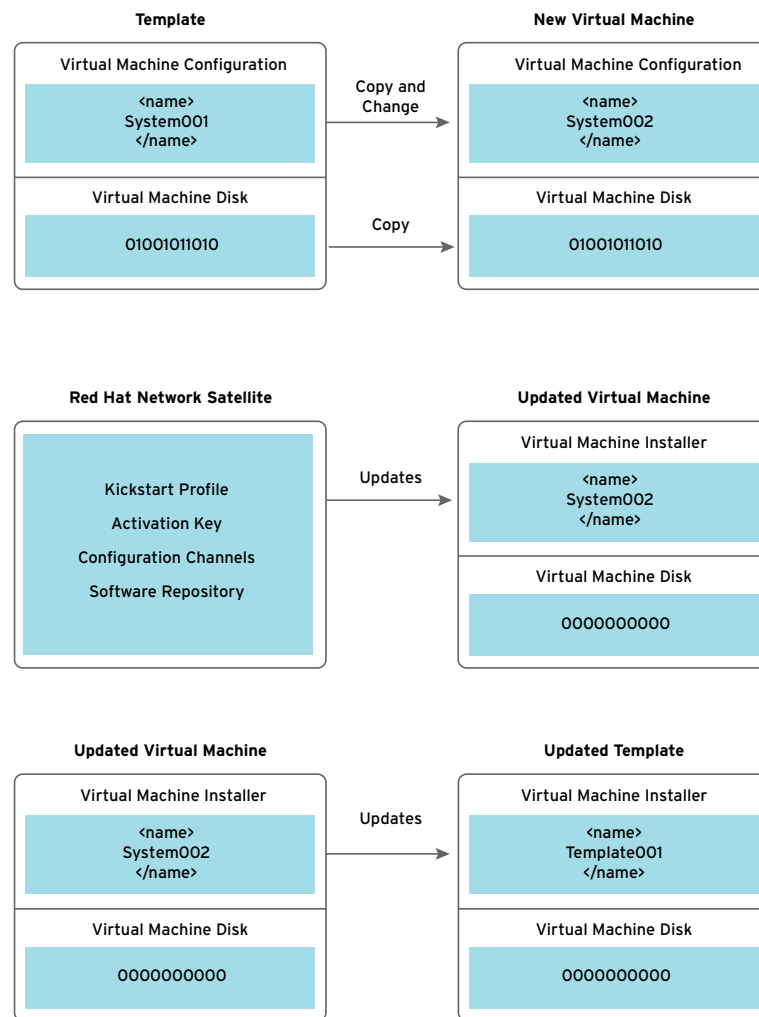 Template
Virtual Machine Configuration
<name>
System001
</name>
Virtual Machine Disk
01001011010
Copy and
Change
Copy
New Virtual Machine
Virtual Machine Configuration
<name>
System002
</name>
Virtual Machine Disk
01001011010
Red Hat Network Satellite
Kickstart Profile
Activation Key
Configuration Channels
Software Repository
Updates
Updated Virtual Machine
Virtual Machine Installer
<name>
System002
</name>
Virtual Machine Disk
0000000000
Updated Virtual Machine
Virtual Machine Installer
<name>
System002
</name>
Virtual Machine Disk
0000000000
Updates
Updated Template
Virtual Machine Installer
<name>
Template001
</name>
Virtual Machine Disk
0000000000